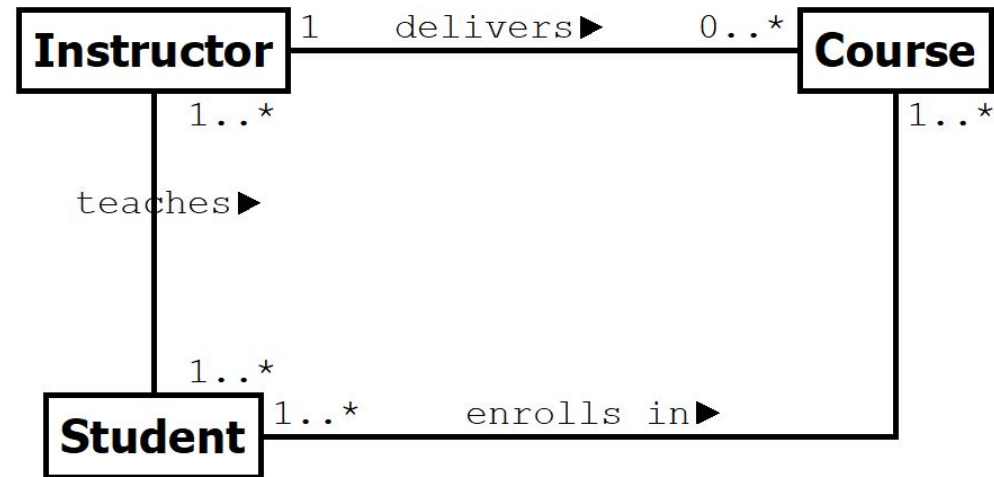 1 delivers▶ 0..*
Instructor Course
1..* 1..*
teaches▶
1..*
1..* enrolls in▶
Student